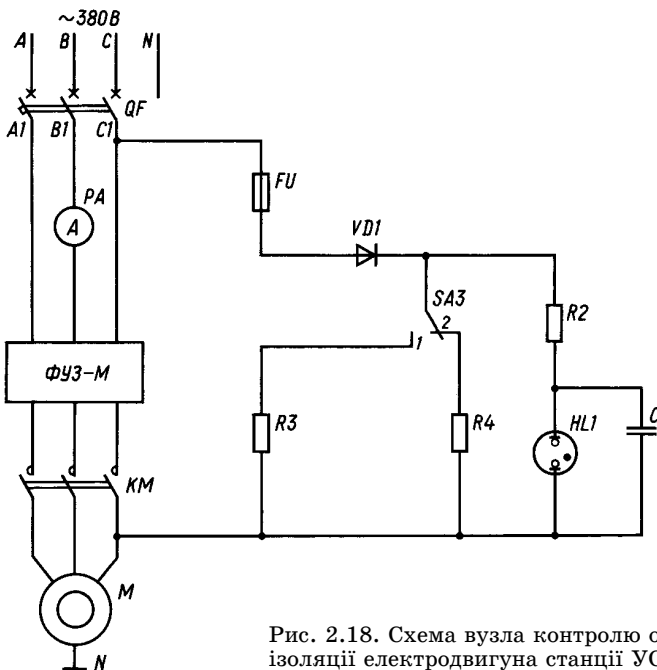 ~380В
A B C N
QF
A1 B1 C1
FU
PA
A
VD1
SA3
R2
2
1
ФУЗ-М
R3 R4 HL1 C
KM
M
N
Рис. 2.18. Схема вузла контролю
ізоляції електродвигуна станції